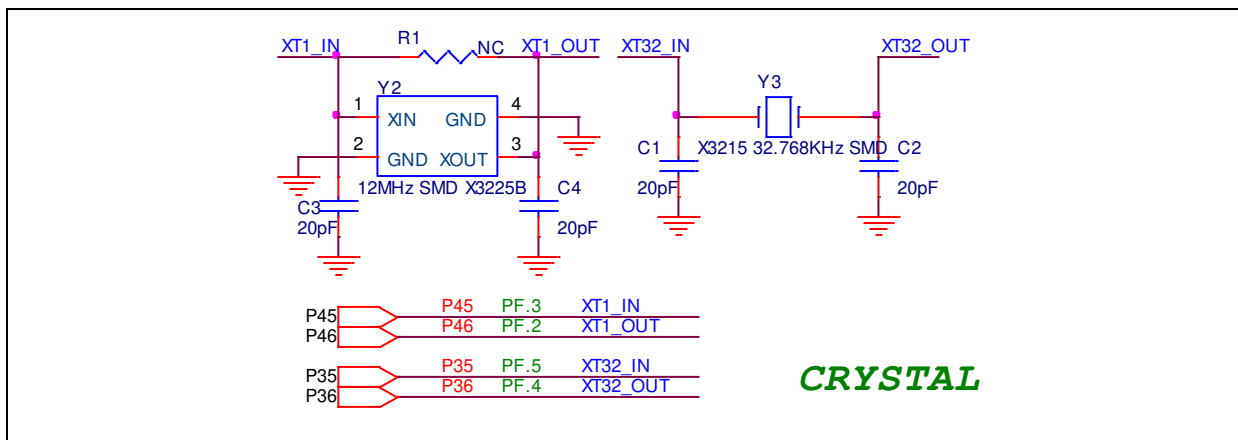 XT1_IN R1 NC XT1_OUT XT32_IN XT32_OUT
Y2 Y3
1 XIN GND 4
2 GND XOUT 3
C1 X3215 32.768KHz SMD C2
20pF 20pF
12MHz SMD X3225B
C3 C4
20pF 20pF
P45 P45 PF.3 XT1_IN
P46 P46 PF.2 XT1_OUT
P35 P35 PF.5 XT32_IN
P36 P36 PF.4 XT32_OUT
CRYSTAL